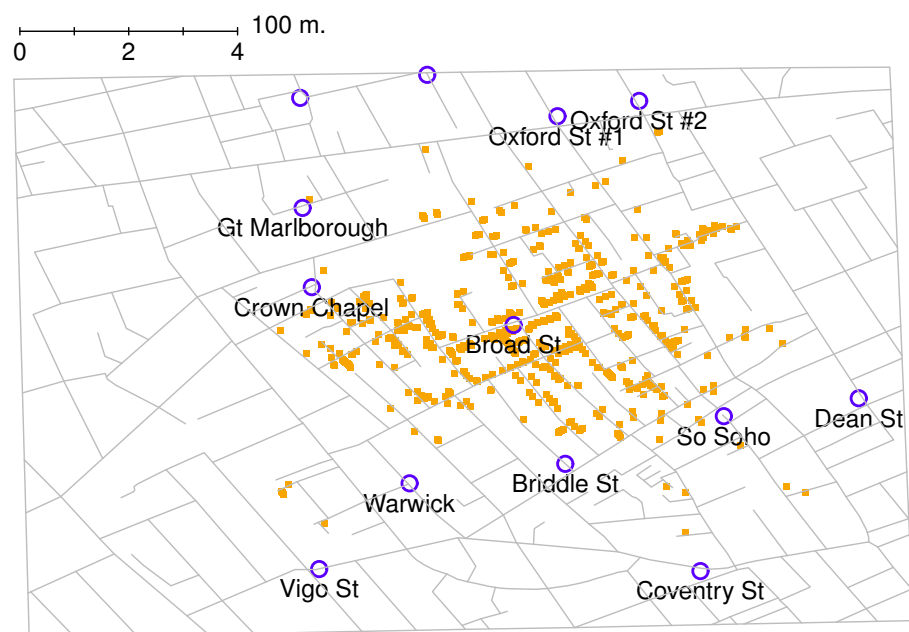 100 m.
0 2 4
Oxford St #2
Oxford St #1
Gt Marlborough
Crown Chapel
Broad St
Dean St
So Soho
Briddle St
Warwick
Vigo St
Coventry St